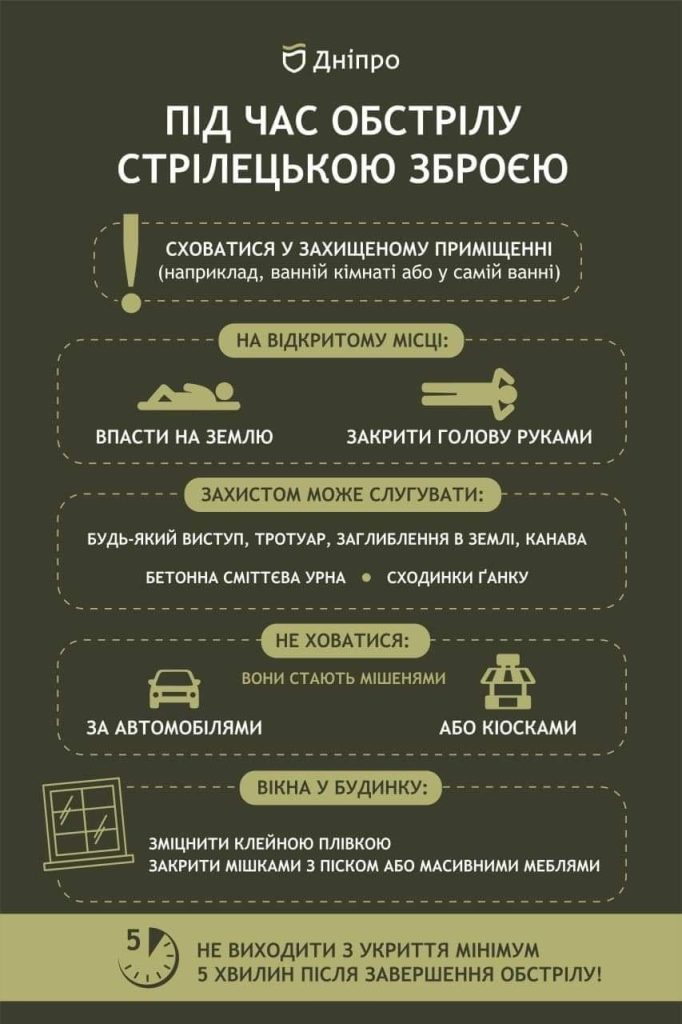 Дніпро
ПІД ЧАС ОБСТРІЛУ
СТРІЛЕЦЬКОЮ ЗБРОЄЮ
СХОВАТИСЯ У ЗАХИЩЕНОМУ ПРИМІЩЕННІ
(наприклад, ванній кімнаті або у самій ванні)
НА ВІДКРИТОМУ МІСЦІ:
ВПАСТИ НА ЗЕМЛЮ
ЗАКРИТИ ГОЛОВУ РУКАМИ
ЗАХИСТОМ МОЖЕ СЛУГУВАТИ:
БУДЬ-ЯКИЙ ВИСТУП, ТРОТУАР, ЗАГЛИБЛЕННЯ В ЗЕМЛІ, КАНАВА
БЕТОННА СМІТТЄВА УРНА • СХОДИНКИ ҐАНКУ
НЕ ХОВАТИСЯ:
ВОНИ СТАЮТЬ МІШЕНЯМИ
ЗА АВТОМОБІЛЯМИ
АБО КІОСКАМИ
ВІКНА У БУДИНКУ:
ЗМІЦНИТИ КЛЕЙНОЮ ПЛІВКОЮ
ЗАКРИТИ МІШКАМИ З ПІСКОМ АБО МАСИВНИМИ МЕБЛЯМИ
5
НЕ ВИХОДИТИ З УКРИТТЯ МІНІМУМ
5 ХВИЛИН ПІСЛЯ ЗАВЕРШЕННЯ ОБСТРІЛУ!